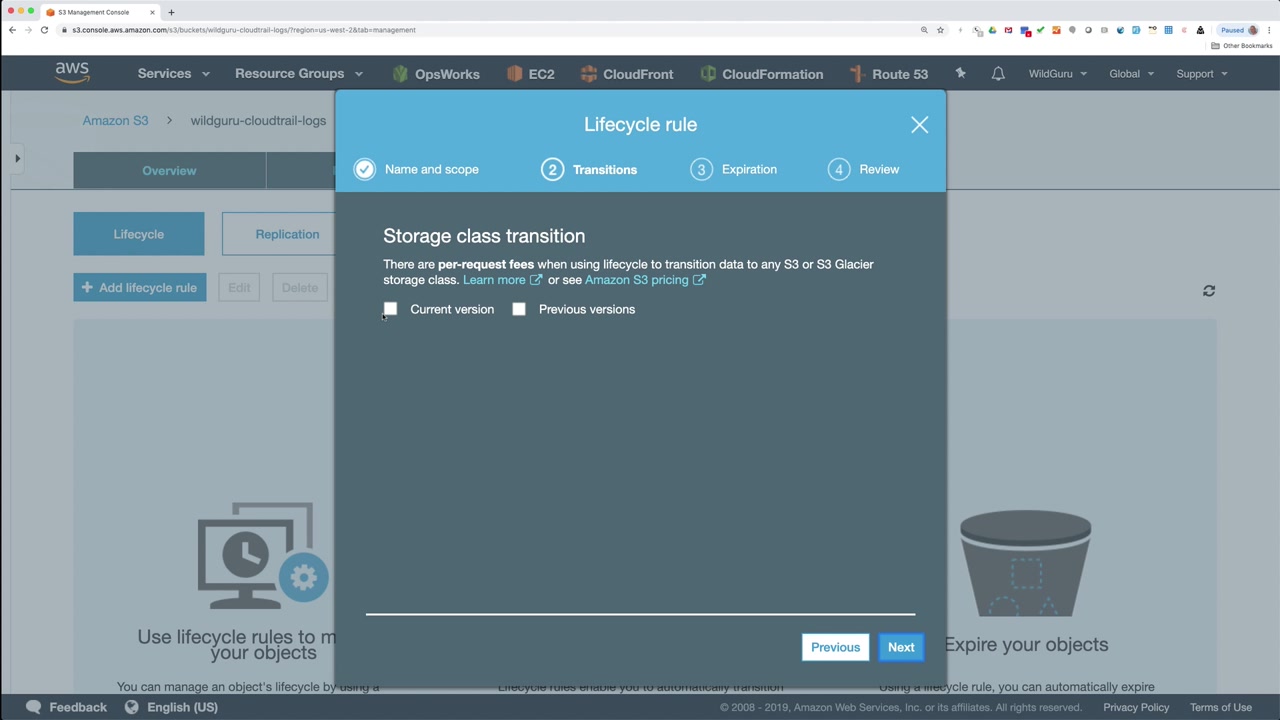 S3 Management Console
s3.console.aws.amazon.com/s3/buckets/wildguru-cloudtrail-logs/?region=us-west-2&tab=management
Paused
Other Bookmarks
aws
Services
Resource Groups
OpsWorks
EC2
CloudFront
CloudFormation
Route 53
WildGuru
Global
Support
Amazon S3 > wildguru-cloudtrail-logs
Overview
Lifecycle
Replication
+ Add lifecycle rule
Edit
Delete
Lifecycle rule
Name and scope
2 Transitions
3 Expiration
4 Review
Storage class transition
There are per-request fees when using lifecycle to transition data to any S3 or S3 Glacier
storage class. Learn more or see Amazon S3 pricing
Current version
Previous versions
Previous
Next
Use lifecycle rules to m
your objects
You can manage an object's lifecycle by using a
Lifecycle rules enable you to automatically transition
Expire your objects
Using a lifecycle rule, you can automatically expire
Feedback
English (US)
© 2008 - 2019, Amazon Web Services, Inc. or its affiliates. All rights reserved.
Privacy Policy
Terms of Use